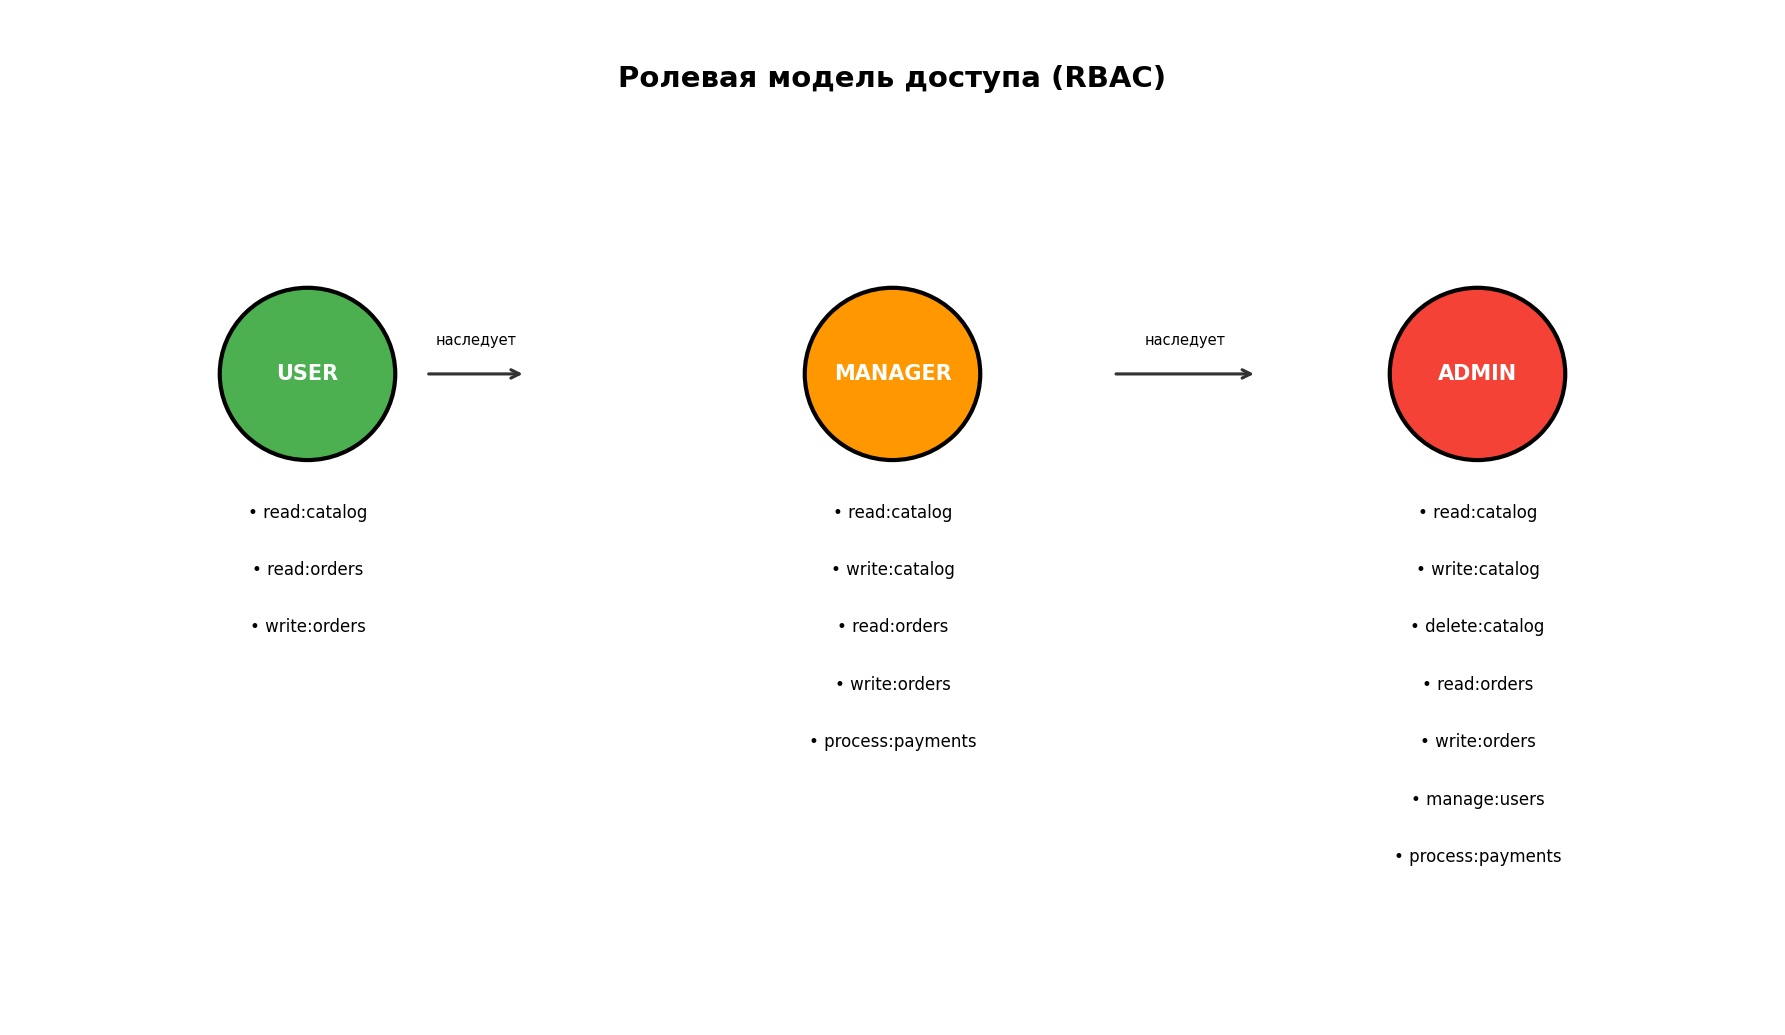 Ролевая модель доступа (RBAC)
USER
наследует
MANAGER
наследует
ADMIN
• read:catalog
• read:orders
• write:orders
• read:catalog
• write:catalog
• read:orders
• write:orders
• process:payments
• read:catalog
• write:catalog
• delete:catalog
• read:orders
• write:orders
• manage:users
• process:payments